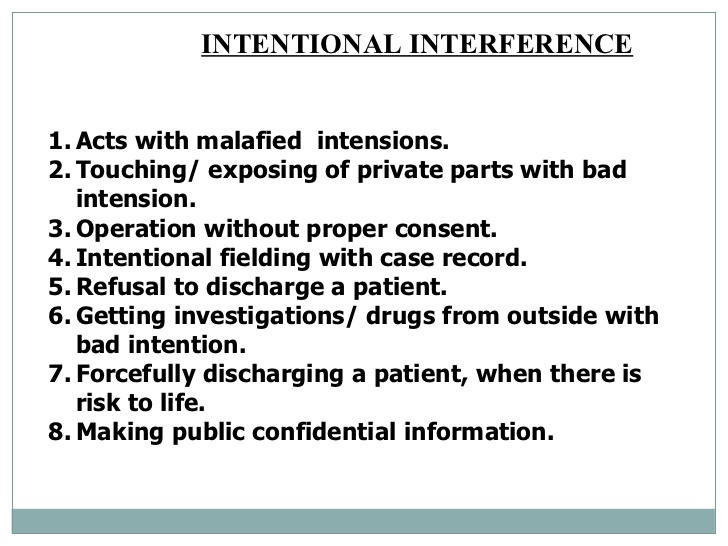 INTENTIONAL INTERFERENCE
1. Acts with malafied intensions.
2. Touching/ exposing of private parts with bad
intension.
3. Operation without proper consent.
4. Intentional fielding with case record.
5. Refusal to discharge a patient.
6. Getting investigations/ drugs from outside with
bad intention.
7. Forcefully discharging a patient, when there is
risk to life.
8. Making public confidential information.